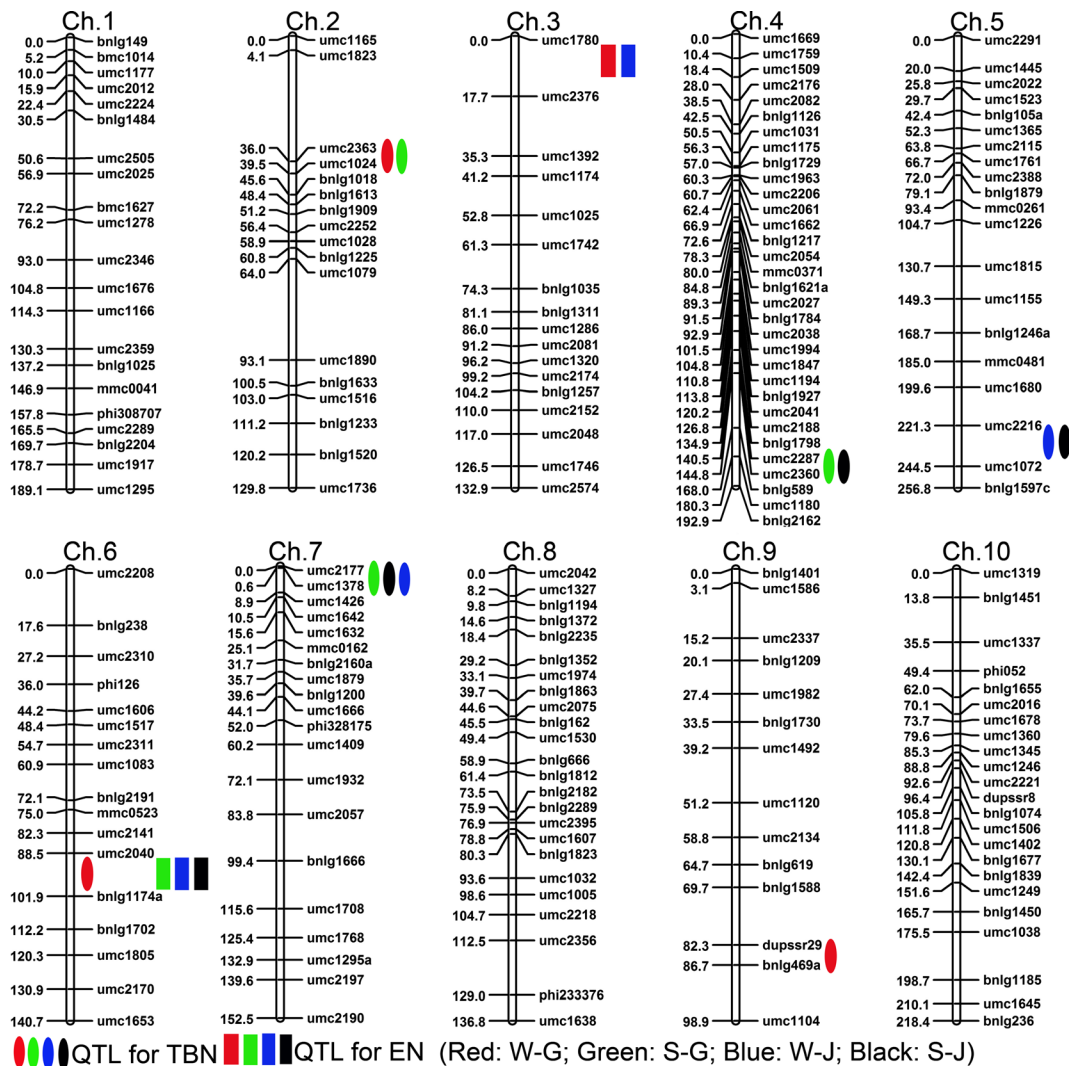 Ch.1
0.0 bnlg149
5.2 bmc1014
10.0 umc1177
15.9 umc2012
22.4 umc2224
30.5 bnlg1484
50.6 umc2505
56.9 umc2025
72.2 bmc1627
76.2 umc1278
93.0 umc2346
104.8 umc1676
114.3 umc1166
130.3 umc2359
137.2 bnlg1025
146.9 mmc0041
157.8 phi308707
165.5 umc2289
169.7 bnlg2204
178.7 umc1917
189.1 umc1295
Ch.2
0.0 umc1165
4.1 umc1823
36.0 umc2363
39.5 umc1024
45.6 bnlg1018
48.4 bnlg1613
51.2 bnlg1909
56.4 umc2252
58.9 umc1028
60.8 bnlg1225
64.0 umc1079
93.1 umc1890
100.5 bnlg1633
103.0 umc1516
111.2 bnlg1233
120.2 bnlg1520
129.8 umc1736
Ch.3
0.0 umc1780
17.7 umc2376
35.3 umc1392
41.2 umc1174
52.8 umc1025
61.3 umc1742
74.3 bnlg1035
81.1 bnlg1311
86.0 umc1286
91.2 umc2081
96.2 umc1320
99.2 umc2174
104.2 bnlg1257
110.0 umc2152
117.0 umc2048
126.5 umc1746
132.9 umc2574
Ch.4
0.0 umc1669
10.4 umc1759
18.4 umc1509
28.0 umc2176
38.5 umc2082
42.5 bnlg1126
50.5 umc1031
56.3 umc1175
57.0 bnlg1729
60.3 umc1963
60.7 umc2206
62.4 umc2061
66.9 umc1662
72.6 bnlg1217
78.3 umc2054
80.0 mmc0371
84.8 bnlg1621a
89.3 umc2027
91.5 bnlg1784
92.9 umc2038
101.5 umc1994
104.8 umc1847
110.8 umc1194
113.8 bnlg1927
120.2 umc2041
126.8 umc2188
134.9 bnlg1798
140.5 umc2287
144.8 umc2360
168.0 bnlg589
180.3 umc1180
192.9 bnlg2162
Ch.5
0.0 umc2291
20.0 umc1445
25.8 umc2022
29.7 umc1523
42.4 bnlg105a
52.3 umc1365
63.8 umc2115
66.7 umc1761
72.0 umc2388
79.1 bnlg1879
93.4 mmc0261
104.7 umc1226
130.7 umc1815
149.3 umc1155
168.7 bnlg1246a
185.0 mmc0481
199.6 umc1680
221.3 umc2216
244.5 umc1072
256.8 bnlg1597c
Ch.6
0.0 umc2208
17.6 bnlg238
27.2 umc2310
36.0 phi126
44.2 umc1606
48.4 umc1517
54.7 umc2311
60.9 umc1083
72.1 bnlg2191
75.0 mmc0523
82.3 umc2141
88.5 umc2040
101.9 bnlg1174a
112.2 bnlg1702
120.3 umc1805
130.9 umc2170
140.7 umc1653
Ch.7
0.0 umc2177
0.6 umc1378
8.9 umc1426
10.5 umc1642
15.6 umc1632
25.1 mmc0162
31.7 bnlg2160a
35.7 umc1879
39.6 bnlg1200
44.1 umc1666
52.0 phi328175
60.2 umc1409
72.1 umc1932
83.8 umc2057
99.4 bnlg1666
115.6 umc1708
125.4 umc1768
132.9 umc1295a
139.6 umc2197
152.5 umc2190
Ch.8
0.0 umc2042
8.2 umc1327
9.8 bnlg1194
14.6 bnlg1372
18.4 bnlg2235
29.2 bnlg1352
33.1 umc1974
39.7 bnlg1863
44.6 umc2075
45.5 bnlg162
49.4 umc1530
58.9 bnlg666
61.4 bnlg1812
73.5 bnlg2182
75.9 bnlg2289
76.9 umc2395
78.8 umc1607
80.3 bnlg1823
93.6 umc1032
98.6 umc1005
104.7 umc2218
112.5 umc2356
129.0 phi233376
136.8 umc1638
Ch.9
0.0 bnlg1401
3.1 umc1586
15.2 umc2337
20.1 bnlg1209
27.4 umc1982
33.5 bnlg1730
39.2 umc1492
51.2 umc1120
58.8 umc2134
64.7 bnlg619
69.7 bnlg1588
82.3 dupssr29
86.7 bnlg469a
98.9 umc1104
Ch.10
0.0 umc1319
13.8 bnlg1451
35.5 umc1337
49.4 phi052
62.0 bnlg1655
70.1 umc2016
73.7 umc1678
79.6 umc1360
85.3 umc1345
88.8 umc1246
92.6 umc2221
96.4 dupssr8
105.8 bnlg1074
111.8 umc1506
120.8 umc1402
130.1 bnlg1677
142.4 bnlg1839
151.6 umc1249
165.7 bnlg1450
175.5 umc1038
198.7 bnlg1185
210.1 umc1645
218.4 bnlg236
QTL for TBN QTL for EN (Red: W-G; Green: S-G; Blue: W-J; Black: S-J)